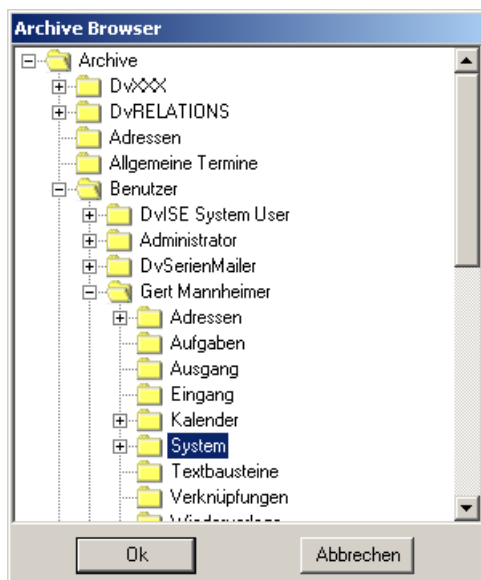 Archive Browser
Archive
DvXXX
DvRELATIONS
Adressen
Allgemeine Termine
Benutzer
DvISE System User
Administrator
DvSerienMailer
Gert Mannheimer
Adressen
Aufgaben
Ausgang
Eingang
Kalender
System
Textbausteine
Verknüpfungen
Ok
Abbrechen